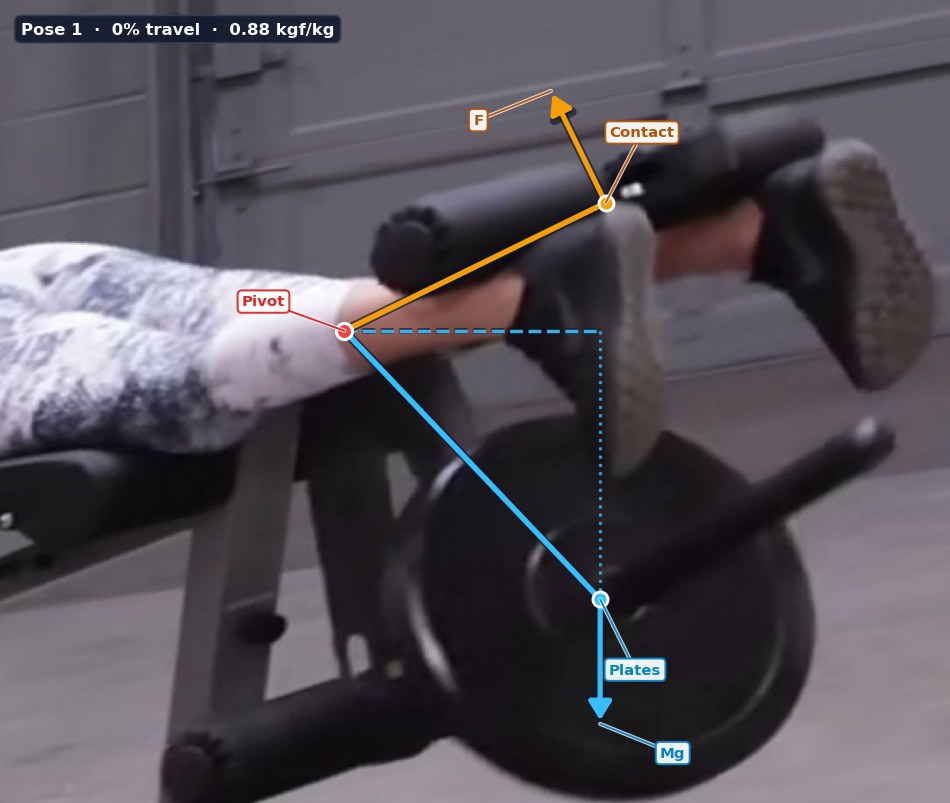 Pose 1 · 0% travel · 0.88 kgf/kg
F
Contact
Pivot
Plates
Mg